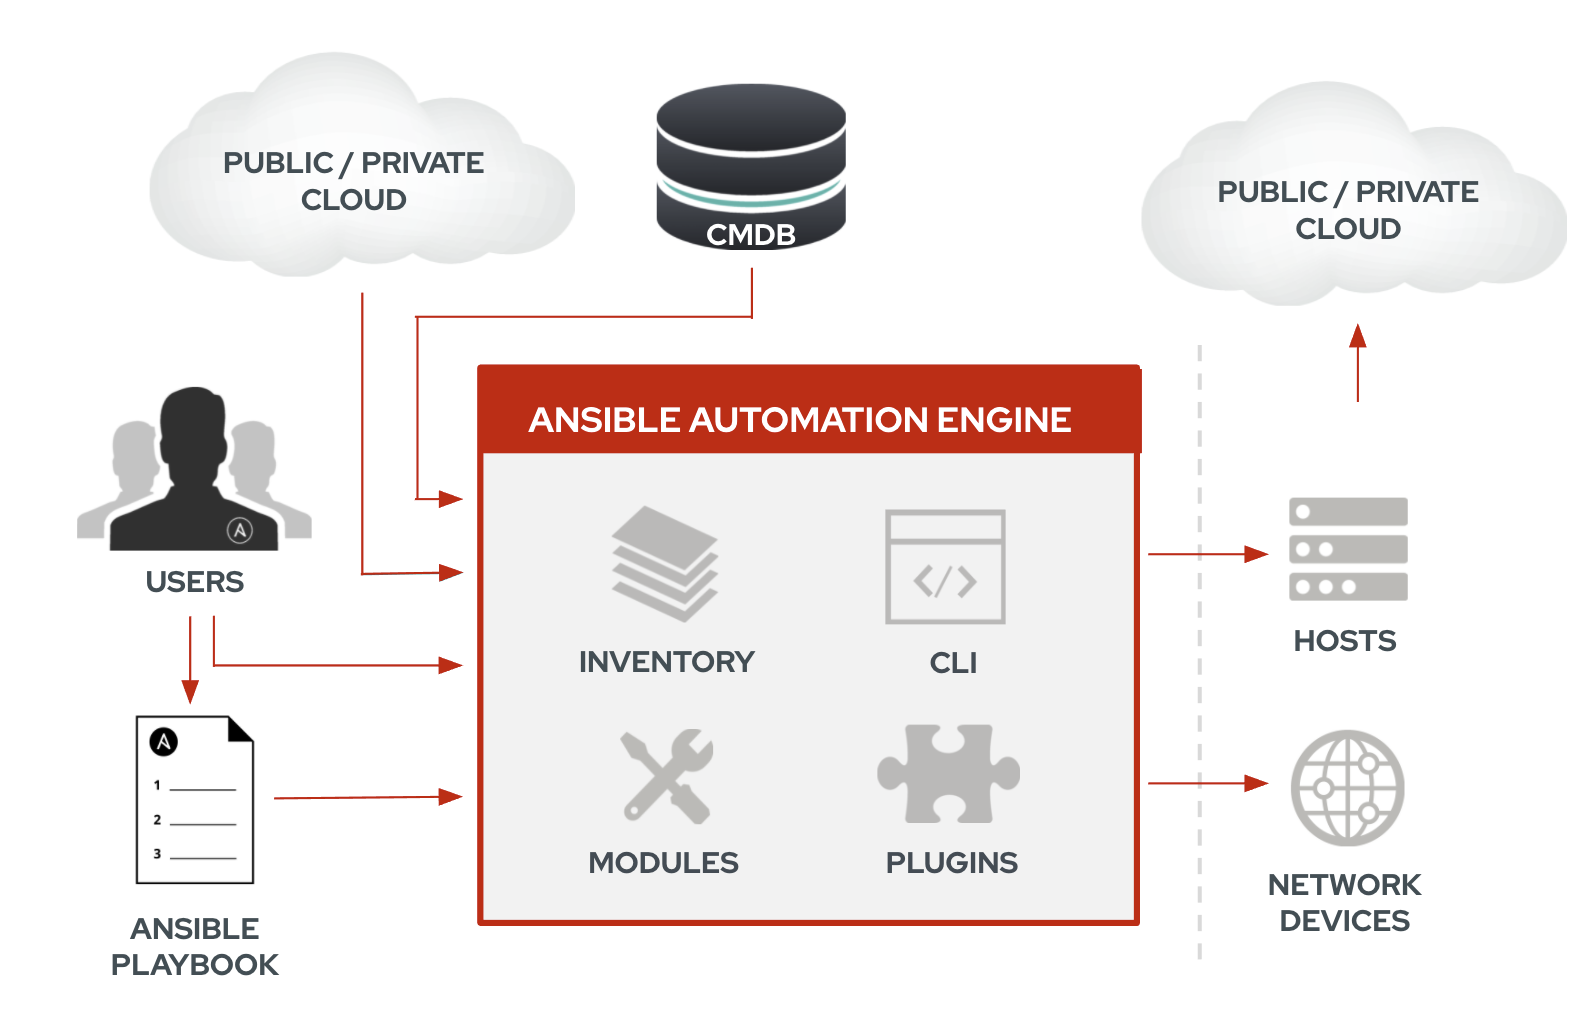 PUBLIC / PRIVATE
CLOUD
CMDB
PUBLIC / PRIVATE
CLOUD
ANSIBLE AUTOMATION ENGINE
USERS
INVENTORY
CLI
HOSTS
1
2
3
MODULES
PLUGINS
NETWORK
DEVICES
ANSIBLE
PLAYBOOK